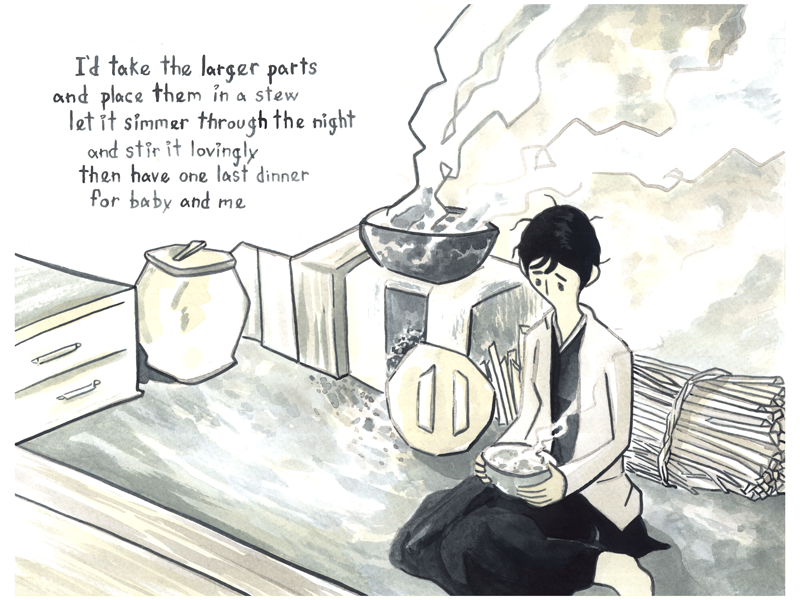 I'd take the larger parts
and place them in a stew
let it simmer through the night
and stir it lovingly
then have one last dinner
for baby and me